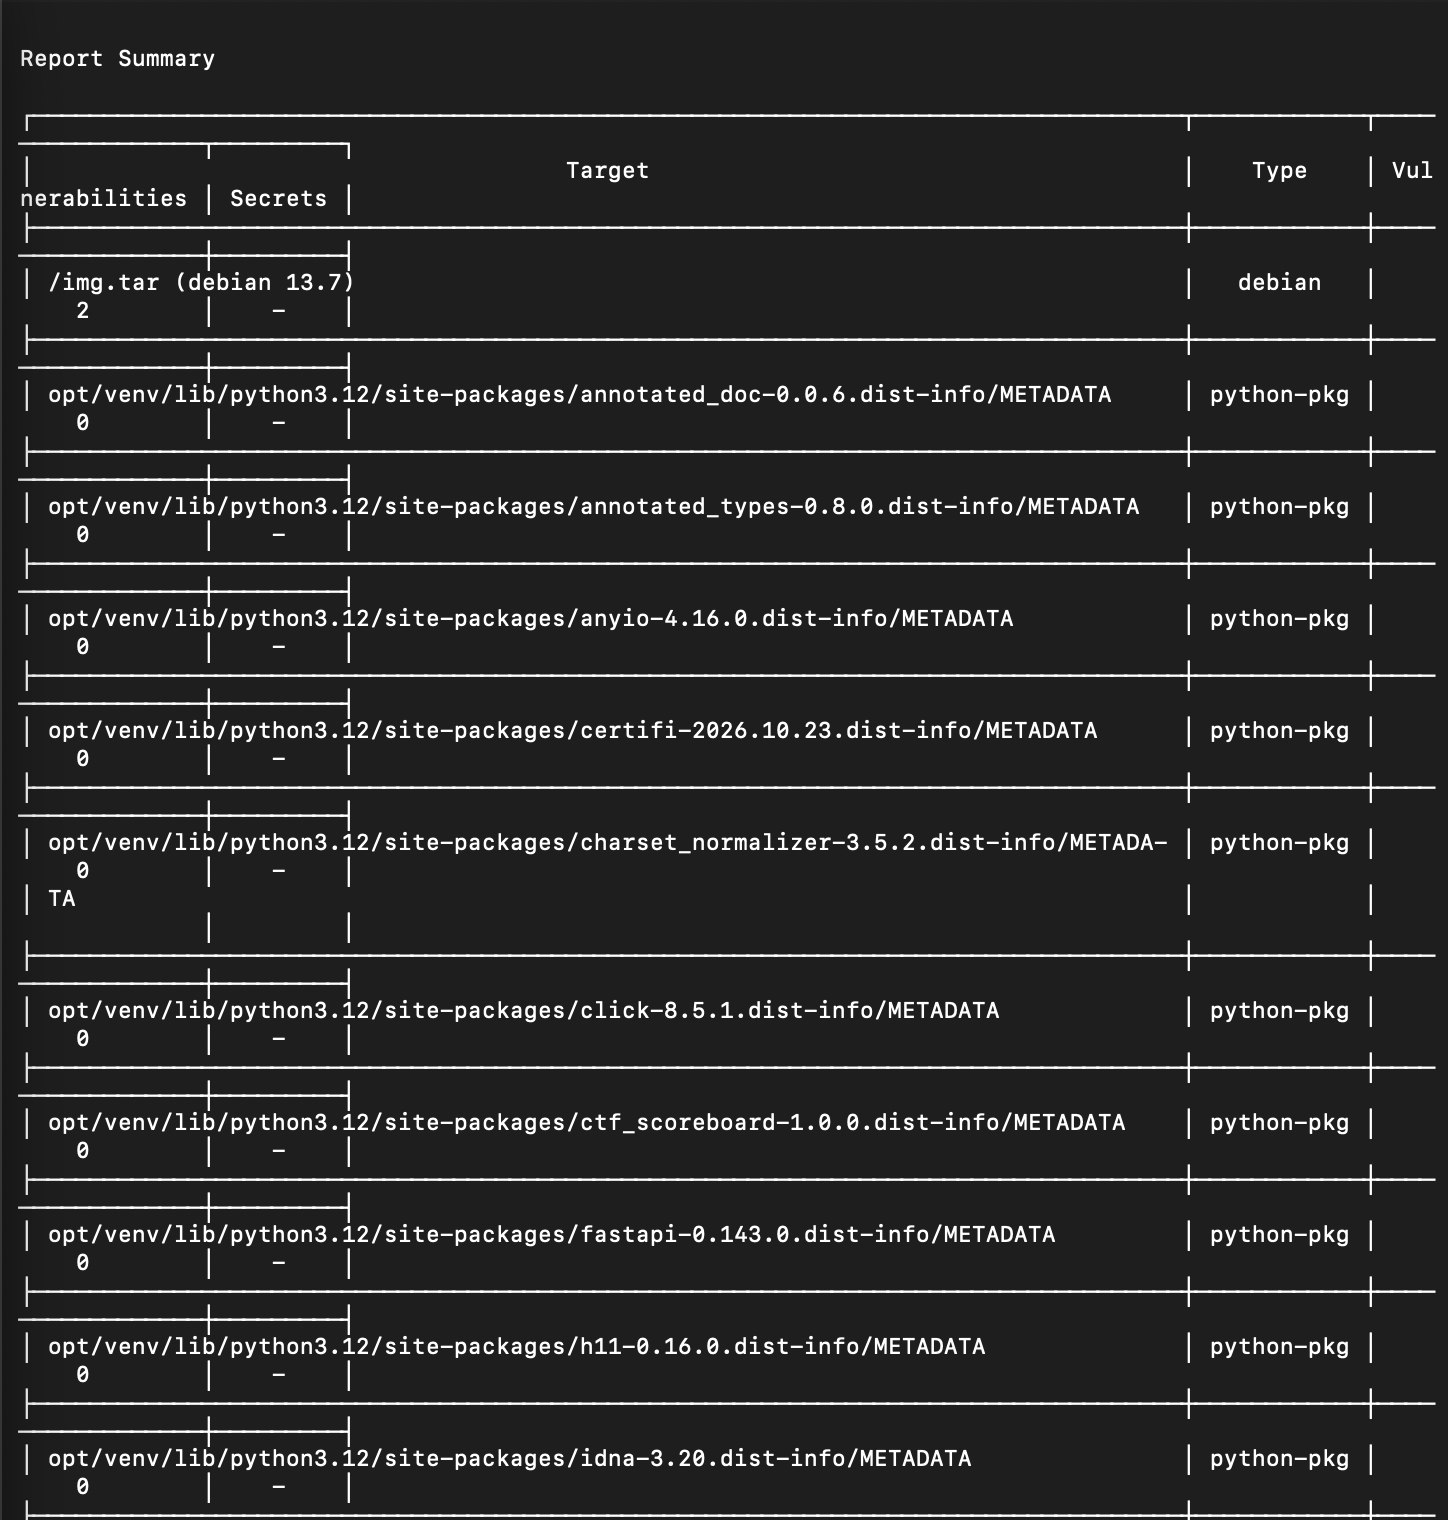 Report Summary
│ Target │ Type │ Vul
nerabilities │ Secrets │
│ /img.tar (debian 13.7) │ debian │
2 │ - │
│ opt/venv/lib/python3.12/site-packages/annotated_doc-0.0.6.dist-info/METADATA │ python-pkg │
0 │ - │
│ opt/venv/lib/python3.12/site-packages/annotated_types-0.8.0.dist-info/METADATA │ python-pkg │
0 │ - │
│ opt/venv/lib/python3.12/site-packages/anyio-4.16.0.dist-info/METADATA │ python-pkg │
0 │ - │
│ opt/venv/lib/python3.12/site-packages/certifi-2026.10.23.dist-info/METADATA │ python-pkg │
0 │ - │
│ opt/venv/lib/python3.12/site-packages/charset_normalizer-3.5.2.dist-info/METADA- │ python-pkg │
0 │ - │
│ TA │ │
│ opt/venv/lib/python3.12/site-packages/click-8.5.1.dist-info/METADATA │ python-pkg │
0 │ - │
│ opt/venv/lib/python3.12/site-packages/ctf_scoreboard-1.0.0.dist-info/METADATA │ python-pkg │
0 │ - │
│ opt/venv/lib/python3.12/site-packages/fastapi-0.143.0.dist-info/METADATA │ python-pkg │
0 │ - │
│ opt/venv/lib/python3.12/site-packages/h11-0.16.0.dist-info/METADATA │ python-pkg │
0 │ - │
│ opt/venv/lib/python3.12/site-packages/idna-3.20.dist-info/METADATA │ python-pkg │
0 │ - │